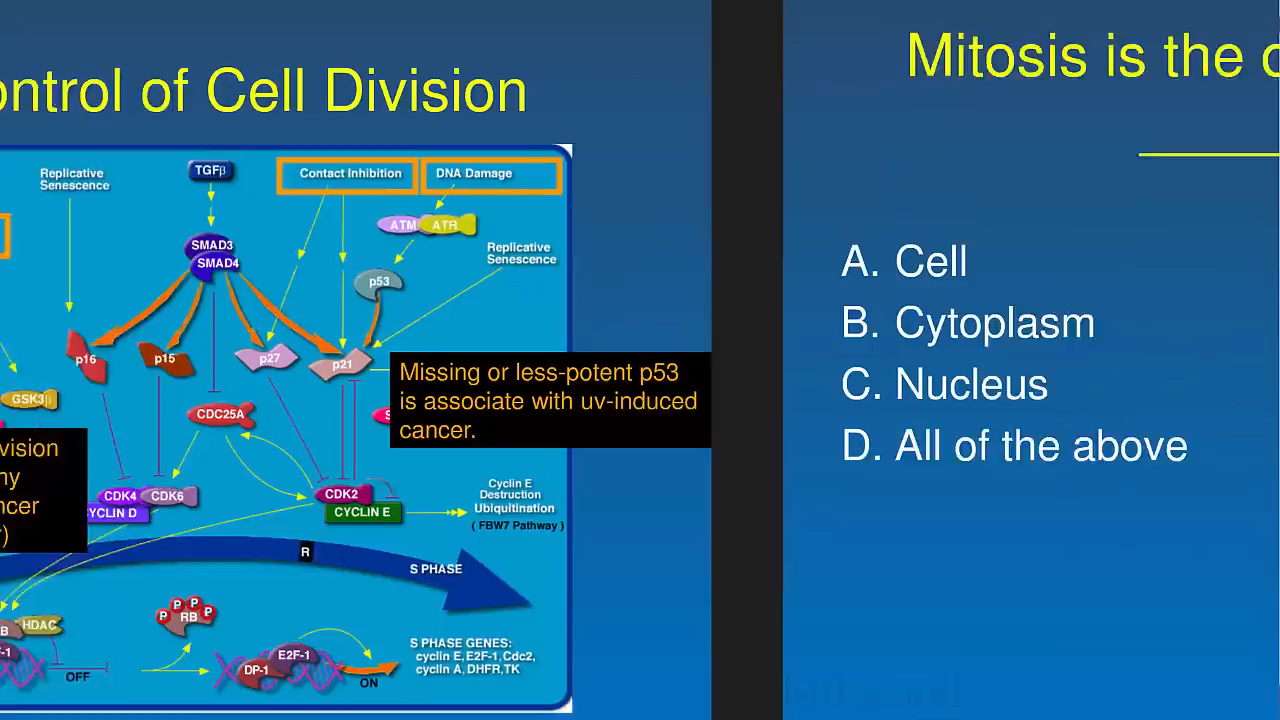 ontrol of Cell Division
Replicative
Senescence
TGFβ
Contact Inhibition
DNA Damage
ATM
ATR
SMAD3
SMAD4
Replicative
Senescence
p53
p16
p15
p27
p21
Missing or less-potent p53
is associate with uv-induced
cancer.
GSK3β
CDC25A
S
vision
ny
ncer
r)
CDK4
CDK6
CYCLIN D
CDK2
CYCLIN E
Cyclin E
Destruction
Ubiquitination
( FBW7 Pathway )
R
S PHASE
B
HDAC
F-1
OFF
P
P
P
P
RB
DP-1
E2F-1
ON
S PHASE GENES:
cyclin E,E2F-1,Cdc2,
cyclin A,DHFR,TK
Mitosis is the
A. Cell
B. Cytoplasm
C. Nucleus
D. All of the above